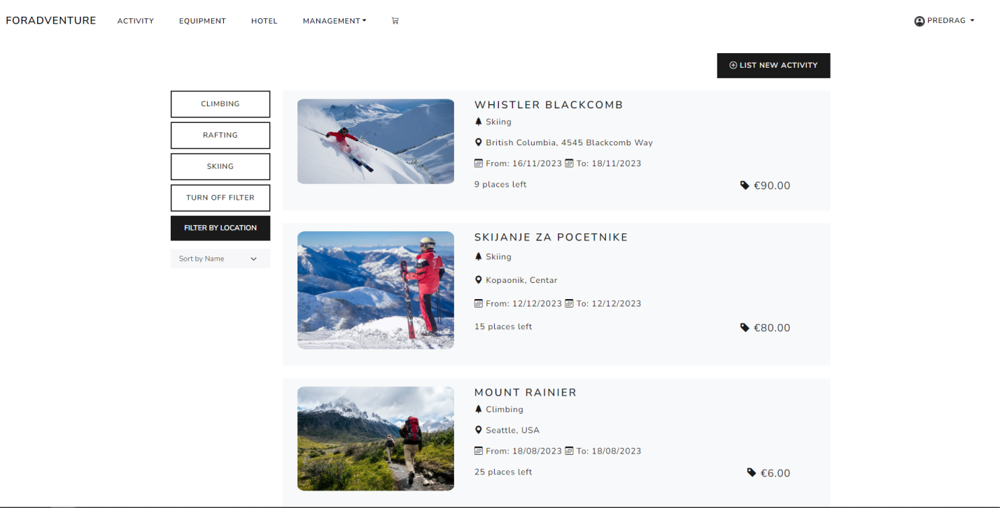 FORADVENTURE ACTIVITY EQUIPMENT HOTEL MANAGEMENT PREDRAG
LIST NEW ACTIVITY
CLIMBING
RAFTING
SKIING
TURN OFF FILTER
FILTER BY LOCATION
Sort by Name
WHISTLER BLACKCOMB
Skiing
British Columbia, 4545 Blackcomb Way
From: 16/11/2023 To: 18/11/2023
9 places left €90.00
SKIJANJE ZA POCETNIKE
Skiing
Kopaonik, Centar
From: 12/12/2023 To: 12/12/2023
15 places left €80.00
MOUNT RAINIER
Climbing
Seattle, USA
From: 18/08/2023 To: 18/08/2023
25 places left €6.00